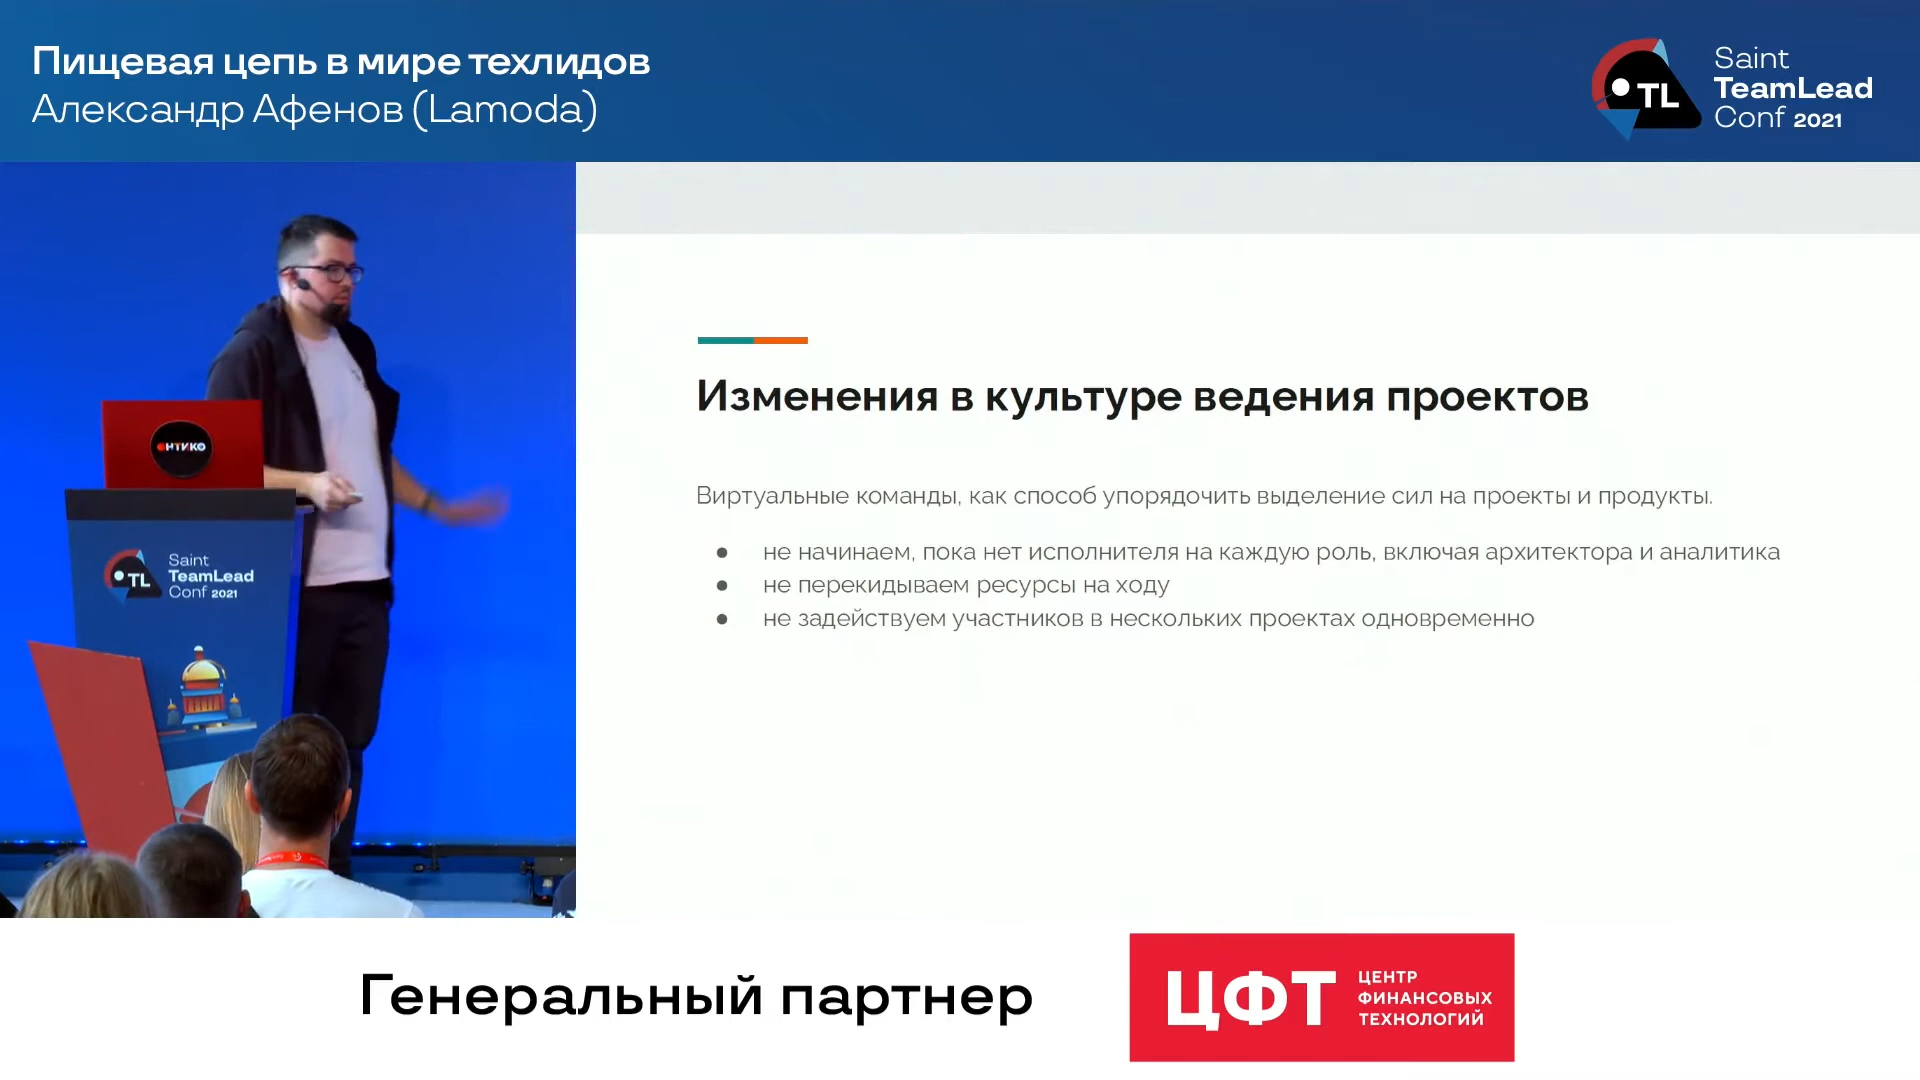 Пищевая цепь в мире техлидов
Александр Афенов (Lamoda)
TL
Saint
TeamLead
Conf 2021
Изменения в культуре ведения проектов
Виртуальные команды, как способ упорядочить выделение сил на проекты и продукты.
● не начинаем, пока нет исполнителя на каждую роль, включая архитектора и аналитика
● не перекидываем ресурсы на ходу
● не задействуем участников в нескольких проектах одновременно
ОНТИКО
TL
Saint
TeamLead
Conf 2021
Генеральный партнер
ЦФТ
ЦЕНТР
ФИНАНСОВЫХ
ТЕХНОЛОГИЙ